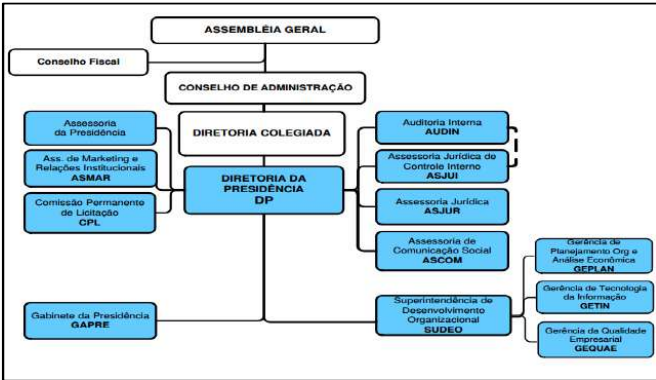 ASSEMBLÉIA GERAL
Conselho Fiscal
CONSELHO DE ADMINISTRAÇÃO
DIRETORIA COLEGIADA
Assessoria
da Presidência
Ass. de Marketing e
Relações Institucionais
ASMAR
Comissão Permanente
de Licitação
CPL
DIRETORIA DA
PRESIDÊNCIA
DP
Auditoria Interna
AUDIN
Assessoria Jurídica de
Controle Interno
ASJUI
Assessoria Jurídica
ASJUR
Assessoria de
Comunicação Social
ASCOM
Gabinete da Presidência
GAPRE
Superintendência de
Desenvolvimento
Organizacional
SUDEO
Gerência de
Planejamento Org e
Análise Econômica
GEPLAN
Gerência de Tecnologia
da Informação
GETIN
Gerência da Qualidade
Empresarial
GEQUAE